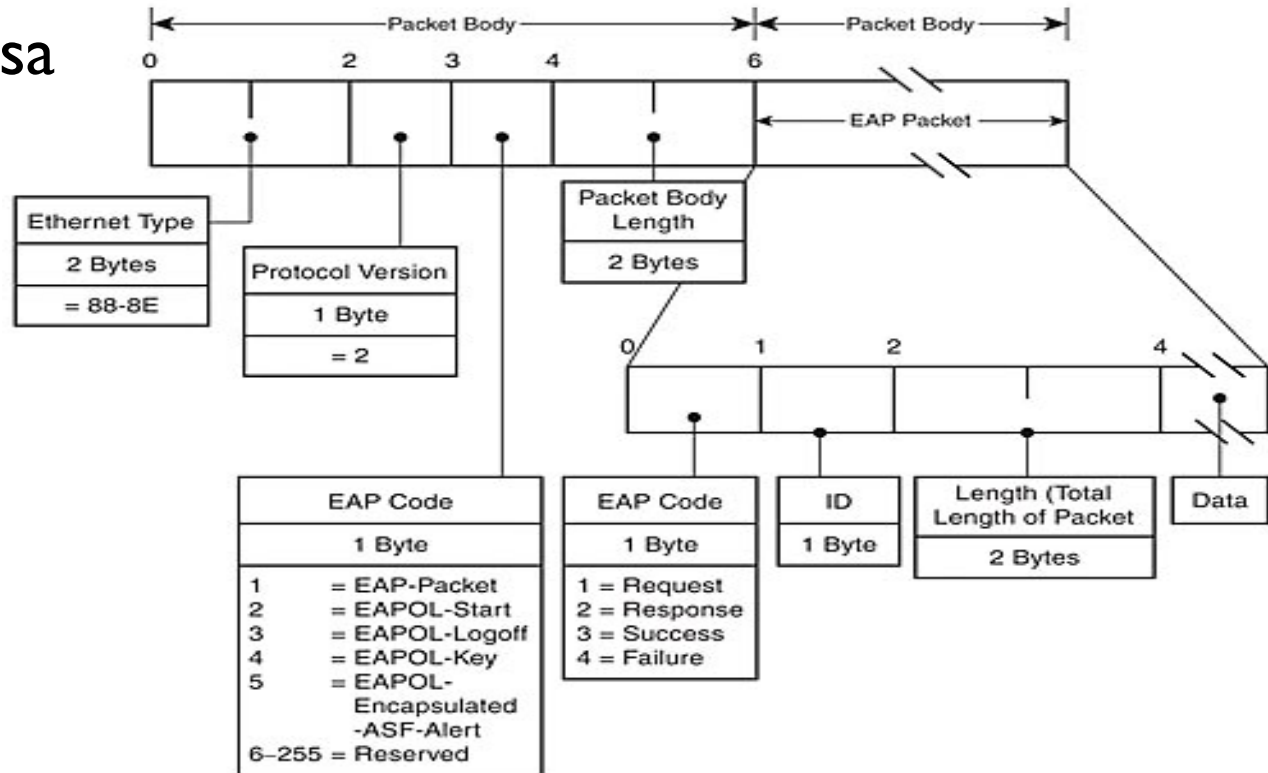 sa
Packet Body
Packet Body
0 2 3 4 6
EAP Packet
Ethernet Type
2 Bytes
= 88-8E
Protocol Version
1 Byte
= 2
Packet Body
Length
2 Bytes
0 1 2 4
EAP Code
1 Byte
1 = EAP-Packet
2 = EAPOL-Start
3 = EAPOL-Logoff
4 = EAPOL-Key
5 = EAPOL-
Encapsulated
-ASF-Alert
6–255 = Reserved
EAP Code
1 Byte
1 = Request
2 = Response
3 = Success
4 = Failure
ID
1 Byte
Length (Total
Length of Packet
2 Bytes
Data